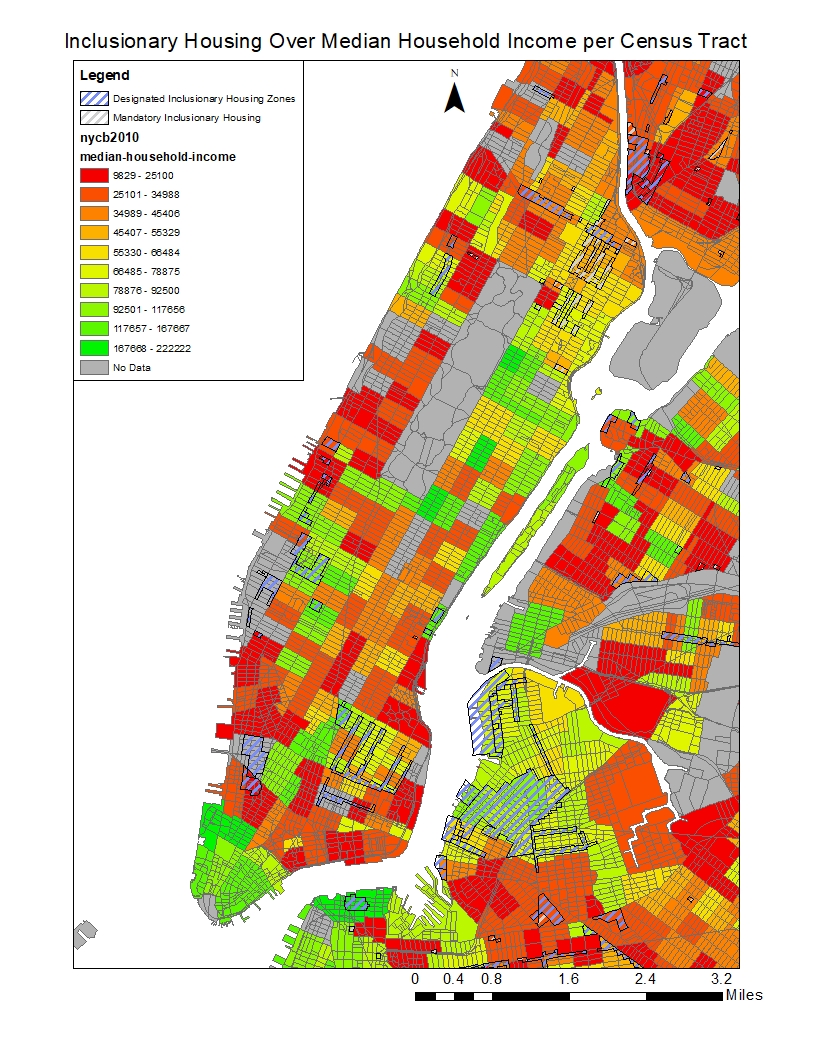 Inclusionary Housing Over Median Household Income per Census Tract
Legend
Designated Inclusionary Housing Zones
Mandatory Inclusionary Housing
nycb2010
median-household-income
9829 - 25100
25101 - 34988
34989 - 45406
45407 - 55329
55330 - 66484
66485 - 78875
78876 - 92500
92501 - 117656
117657 - 167667
167668 - 222222
No Data
N
0 0.4 0.8 1.6 2.4 3.2
Miles